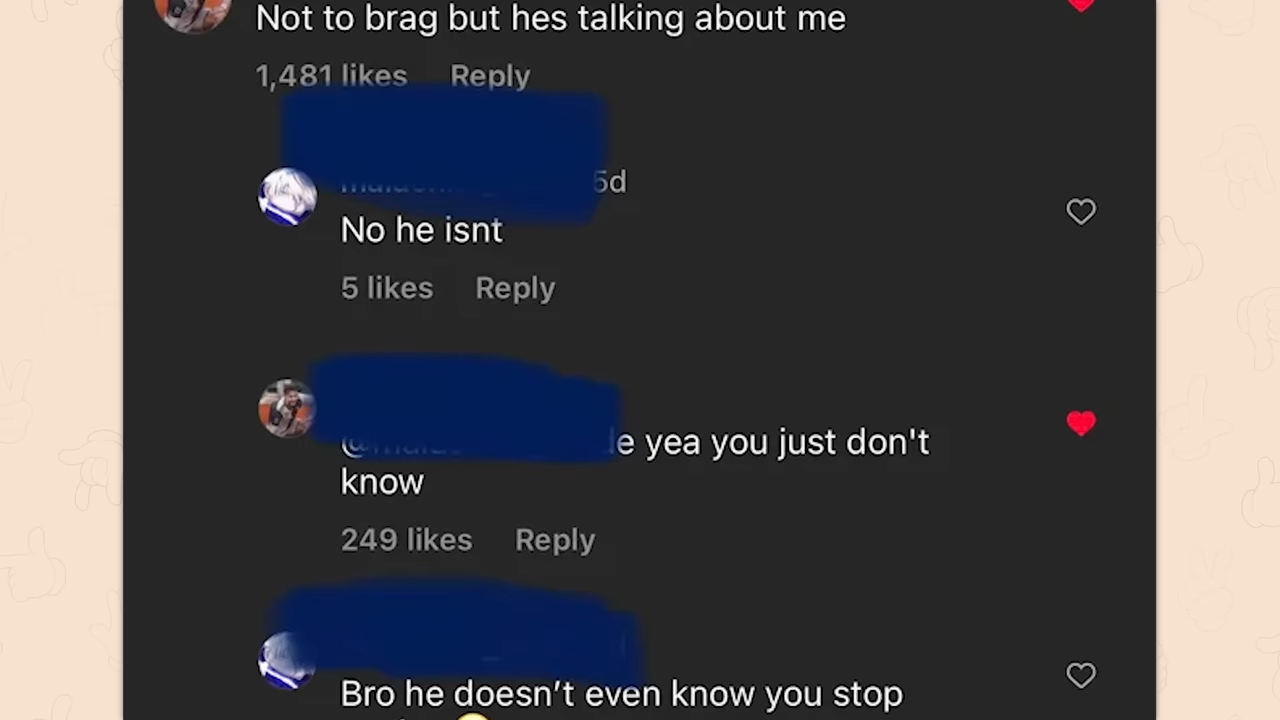 Not to brag but hes talking about me
1,481 likes Reply
5d
No he isnt
5 likes Reply
yea you just don't
know
249 likes Reply
Bro he doesn’t even know you stop